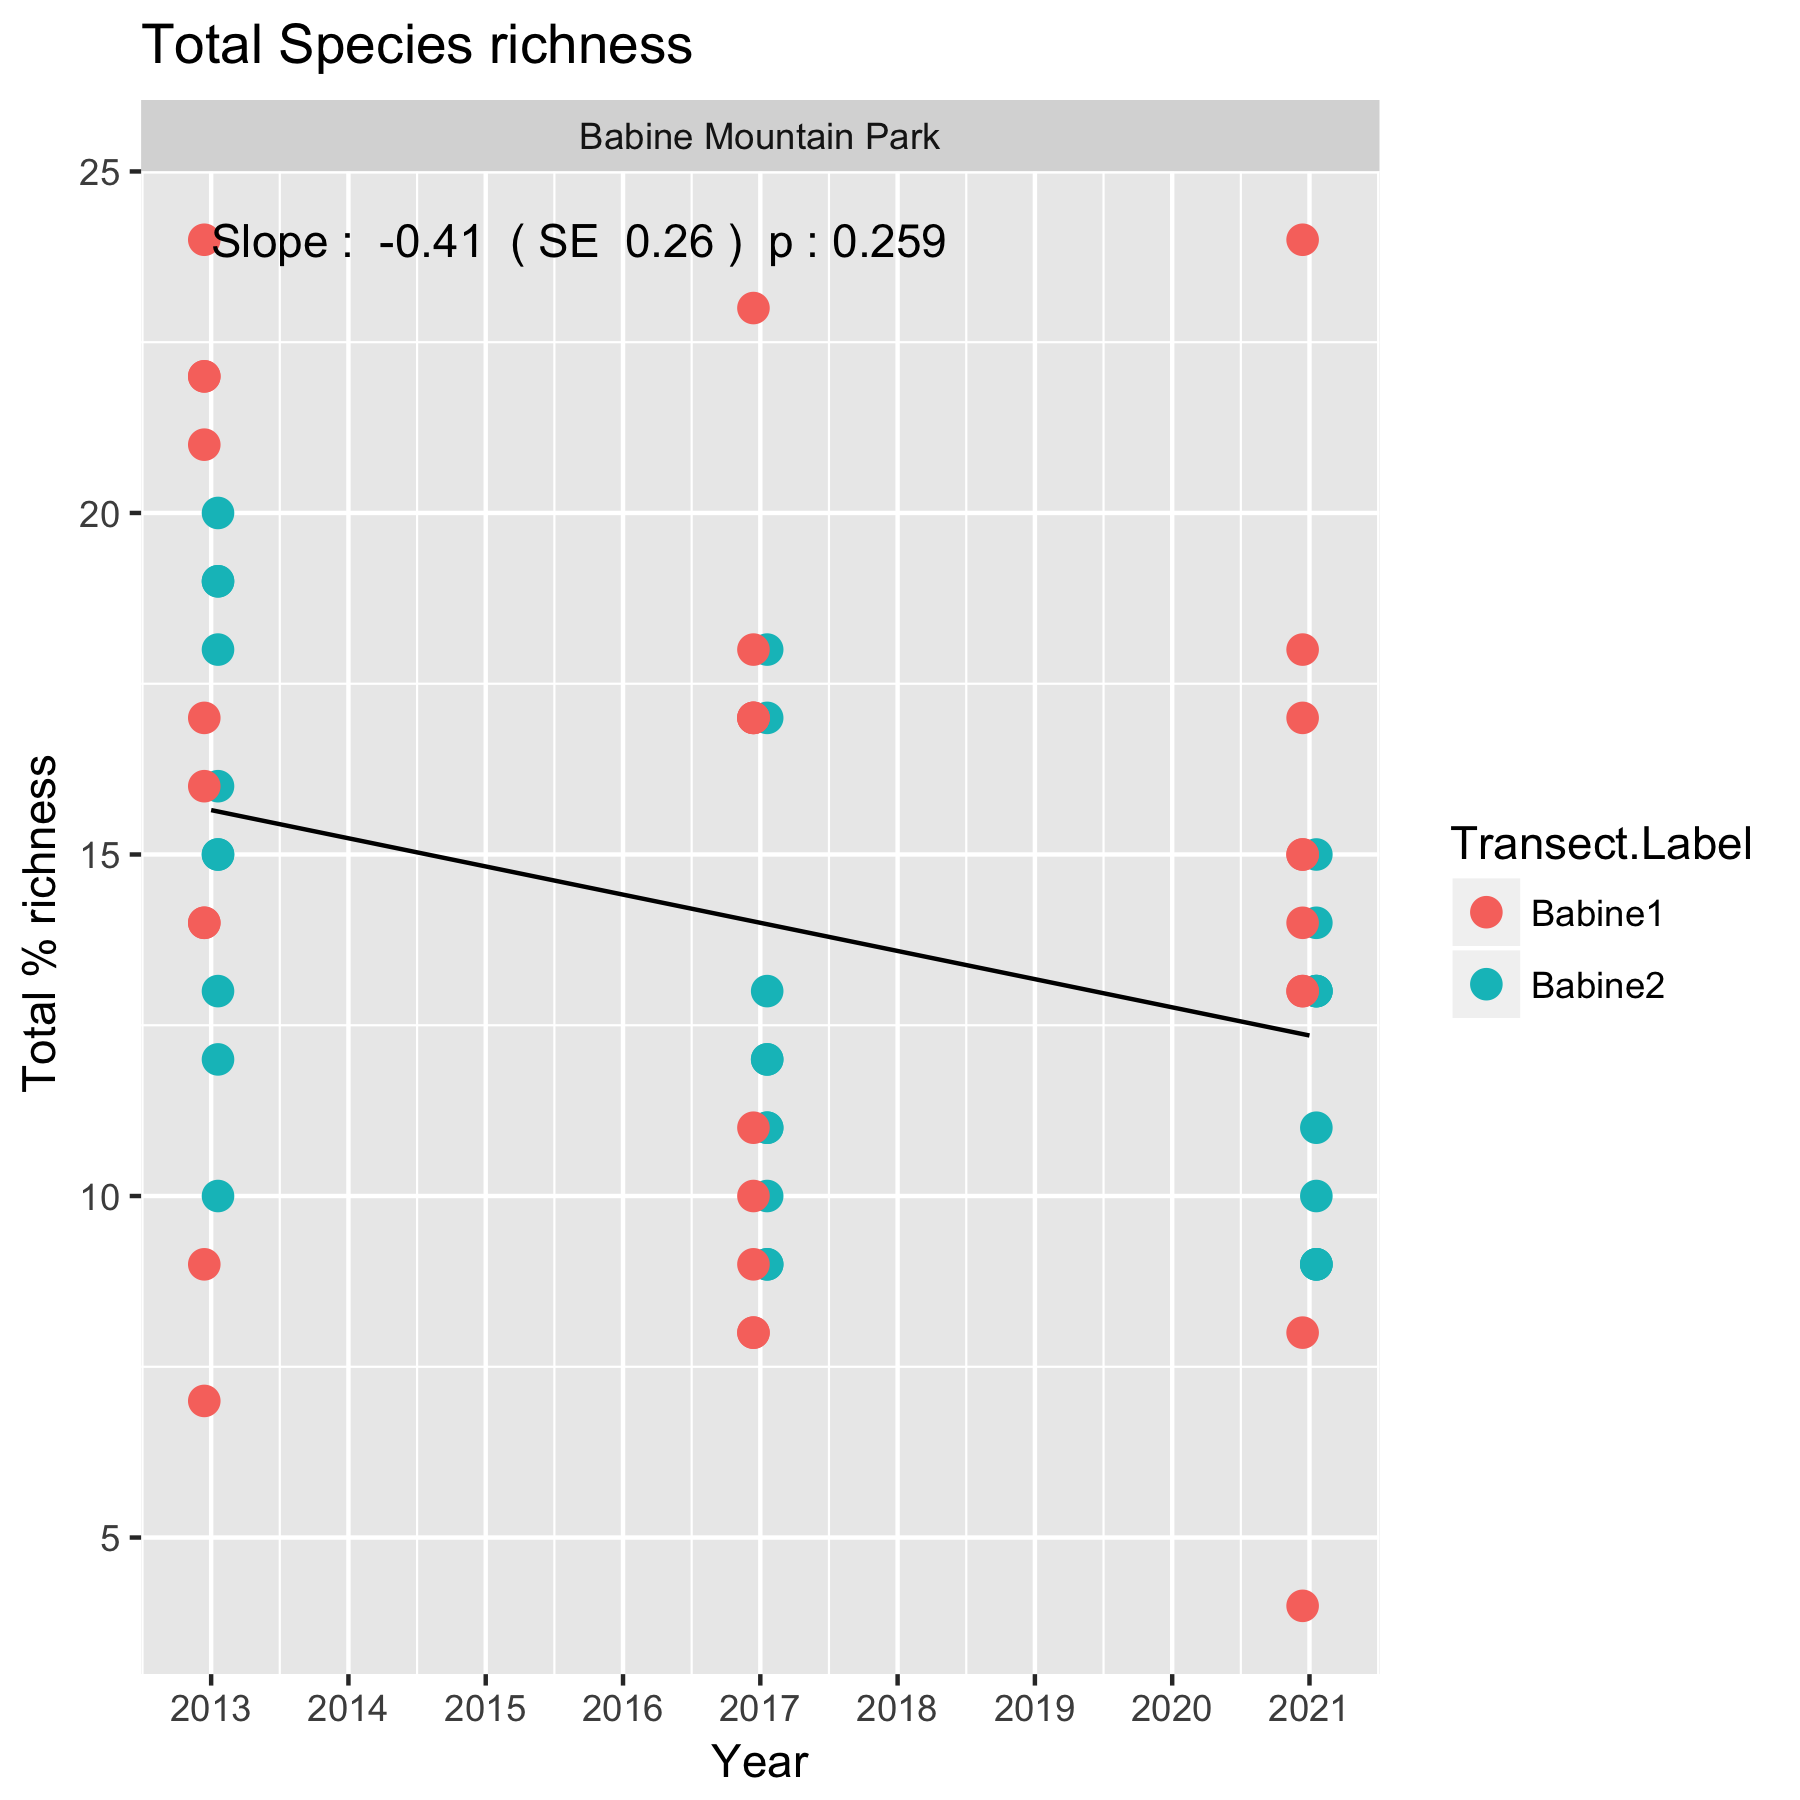 Total Species richness
Babine Mountain Park
Slope : -0.41 ( SE 0.26 ) p : 0.259
25
20
15
10
5
Total % richness
2013 2014 2015 2016 2017 2018 2019 2020 2021
Year
Transect.Label
Babine1
Babine2